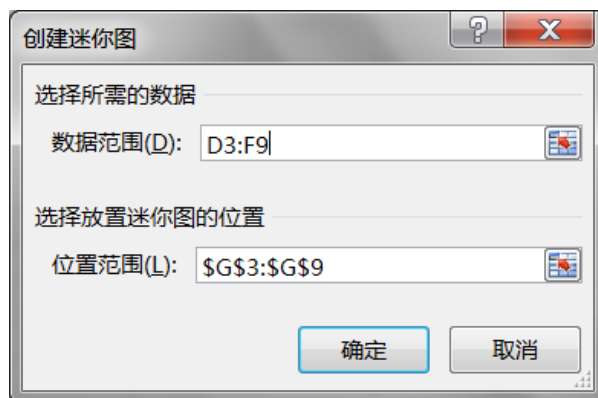 创建迷你图
选择所需的数据
数据范围(D): D3:F9
选择放置迷你图的位置
位置范围(L): $G$3:$G$9
确定 取消